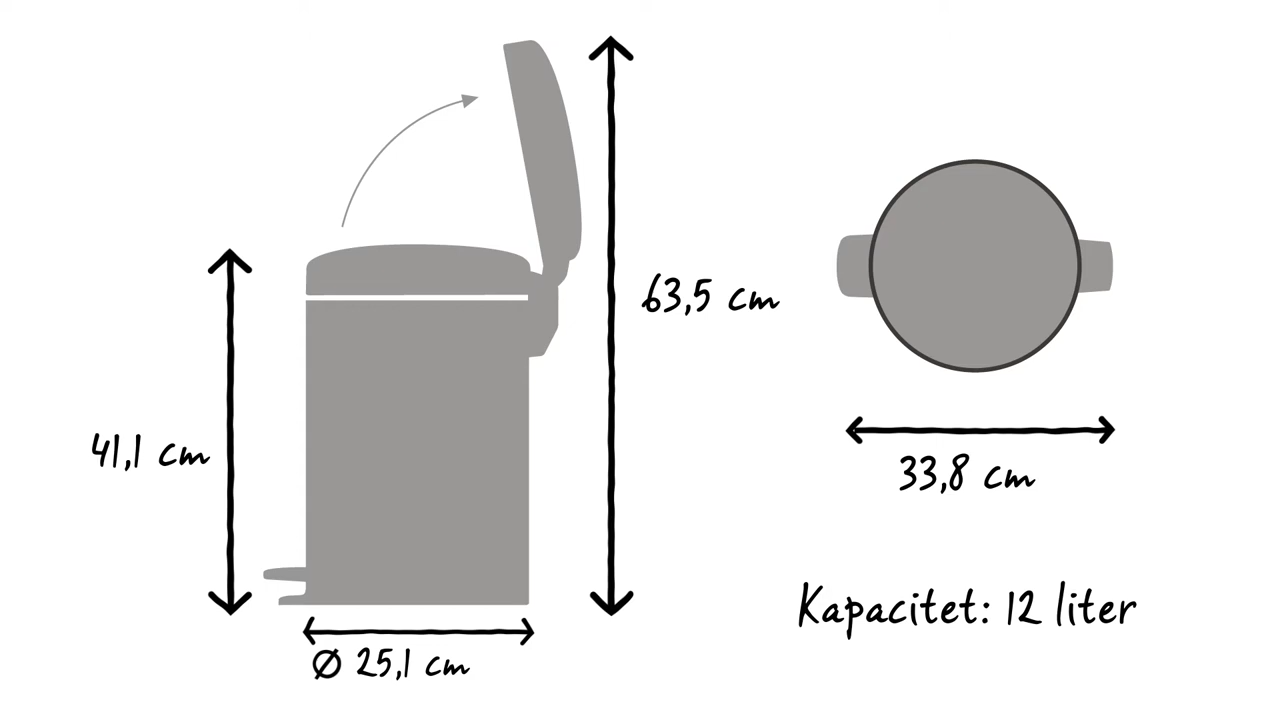 63,5 cm
41,1 cm
33,8 cm
Kapacitet: 12 liter
Ø 25,1 cm